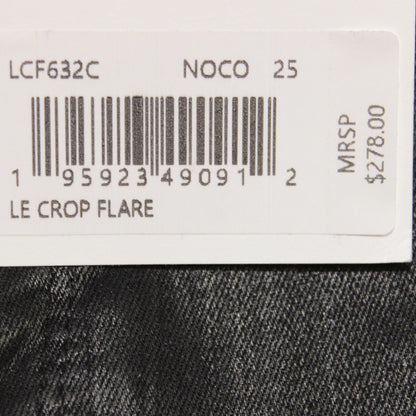 LCF632C NOCO 25
1 95923 49091 2
LE CROP FLARE
MRSP
$278.00